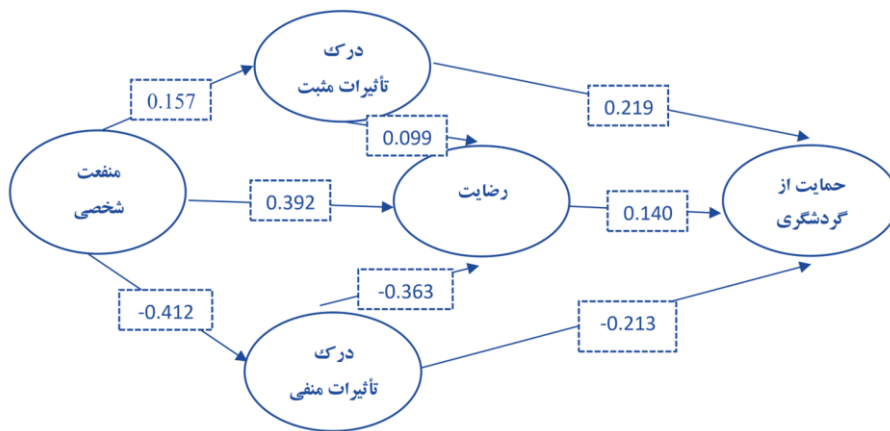 درک
تأثیرات مثبت
0.157
0.219
0.099
منفعت
شخصی
0.392
رضایت
0.140
حمایت از
گردشگری
-0.412
-0.363
-0.213
درک
تأثیرات منفی